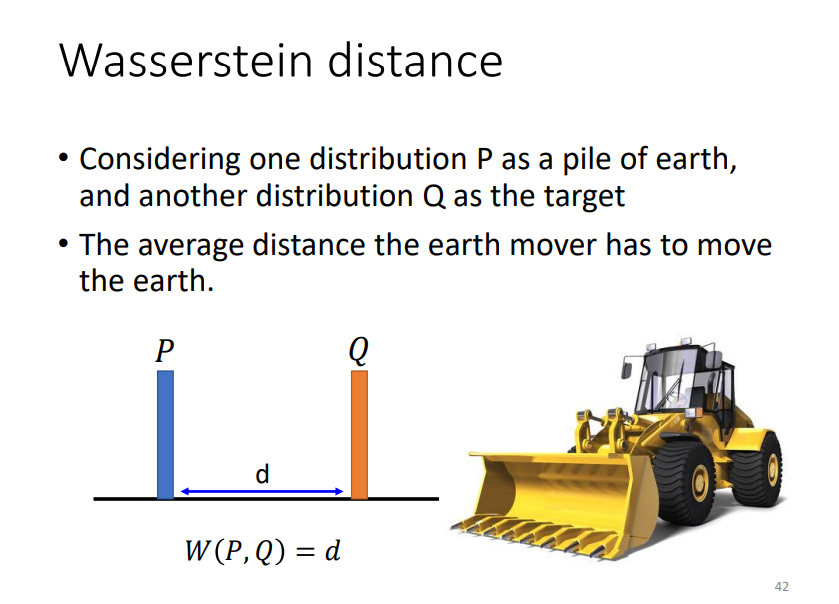 Wasserstein distance
• Considering one distribution P as a pile of earth,
and another distribution Q as the target
• The average distance the earth mover has to move
the earth.
P
Q
d
W(P, Q) = d
42